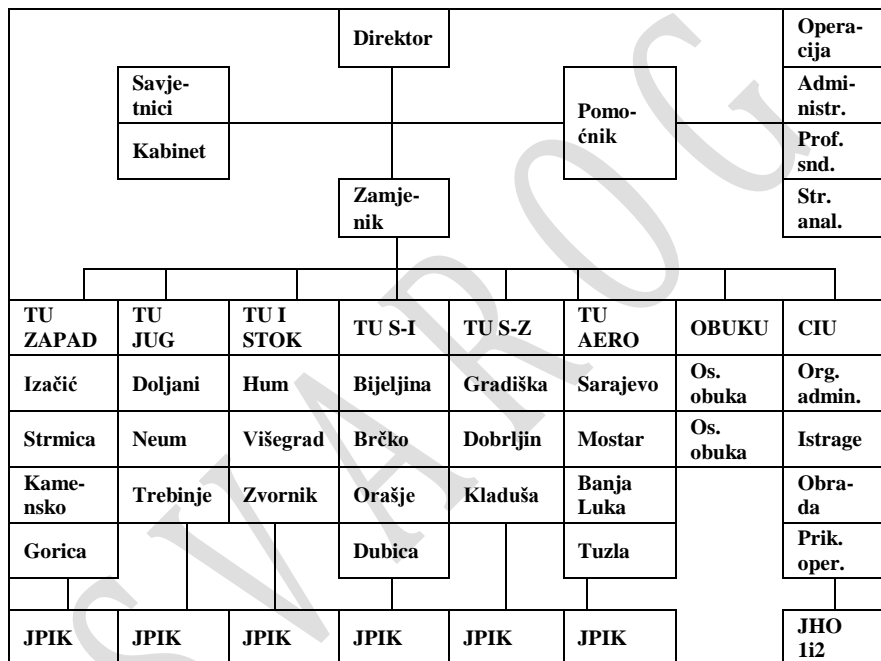 Direktor
Opera-
cija
Savje-
tnici
Pomo-
ćnik
Admi-
nistr.
Kabinet
Prof.
snd.
Zamje-
nik
Str.
anal.
TU
ZAPAD
TU
JUG
TU I
STOK
TU S-I
TU S-Z
TU
AERO
OBUKU
CIU
Izačić
Doljani
Hum
Bijeljina
Gradiška
Sarajevo
Os.
obuka
Org.
admin.
Strmica
Neum
Višegrad
Brčko
Dobrljin
Mostar
Os.
obuka
Istrage
Kame-
nsko
Trebinje
Zvornik
Orašje
Kladuša
Banja
Luka
Obra-
da
Gorica
Dubica
Tuzla
Prik.
oper.
JPIK
JPIK
JPIK
JPIK
JPIK
JPIK
JHO
1i2
SVAROG